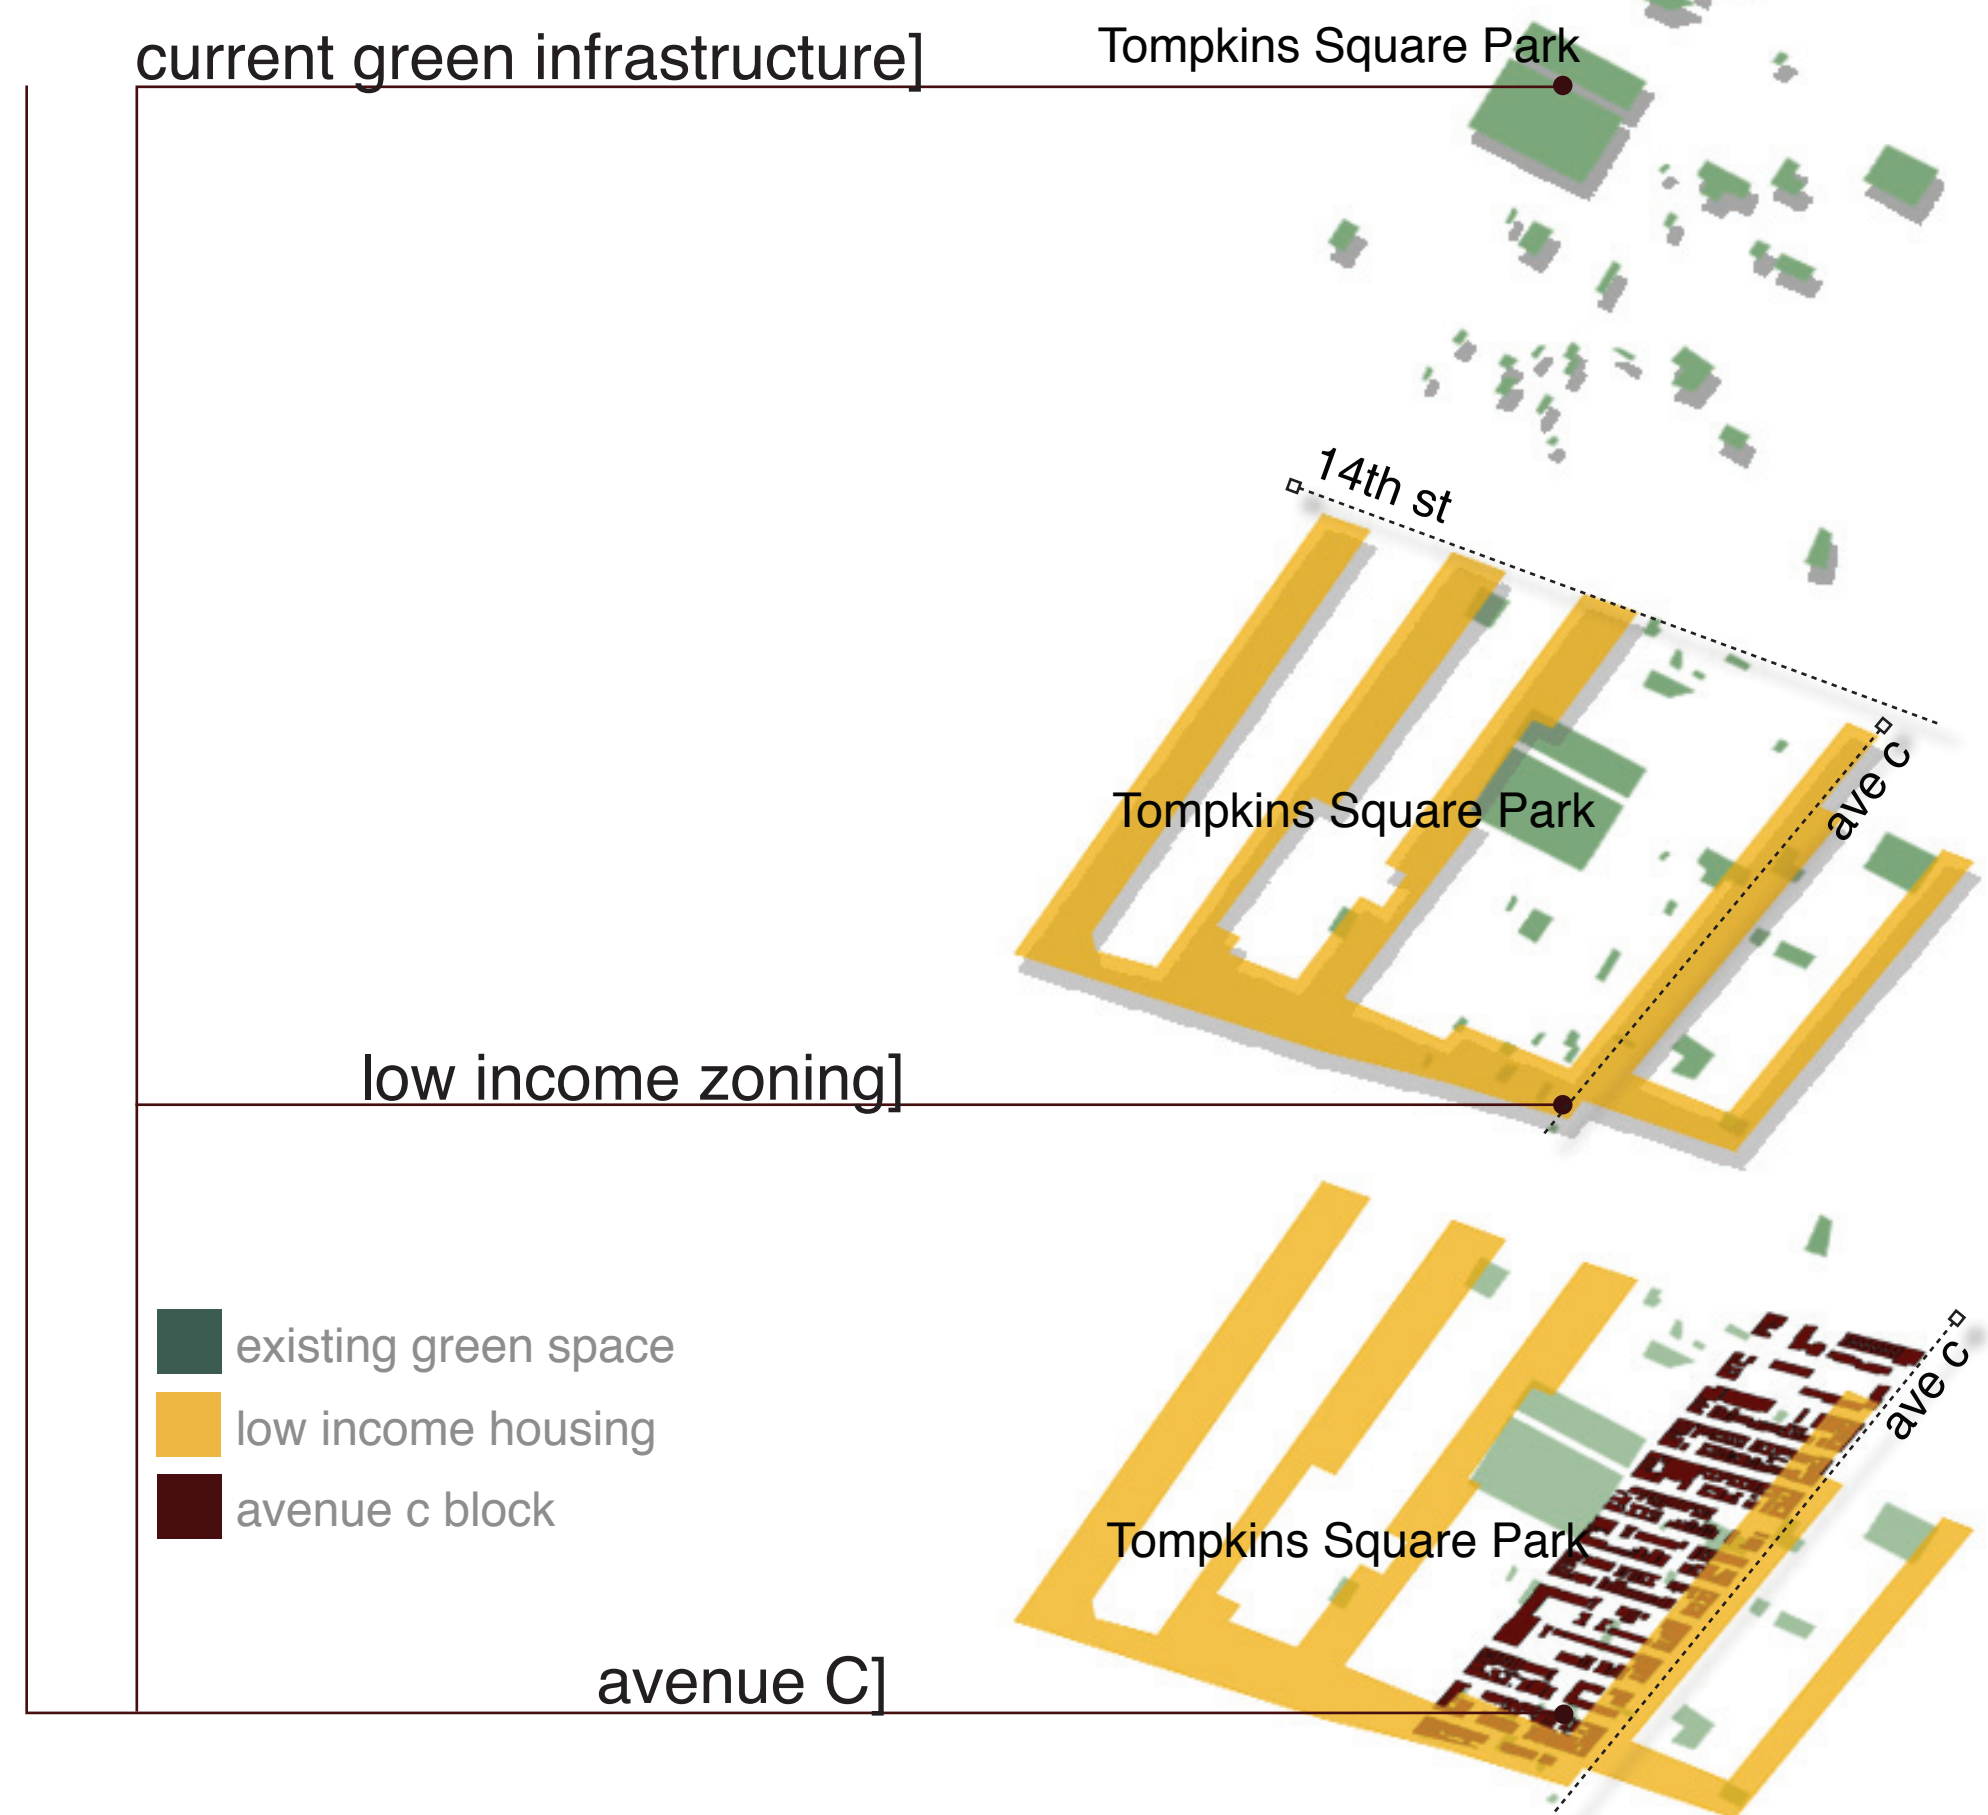 current green infrastructure]
Tompkins Square Park
14th st
ave c
Tompkins Square Park
low income zoning]
existing green space
low income housing
avenue c block
ave c
Tompkins Square Park
avenue C]